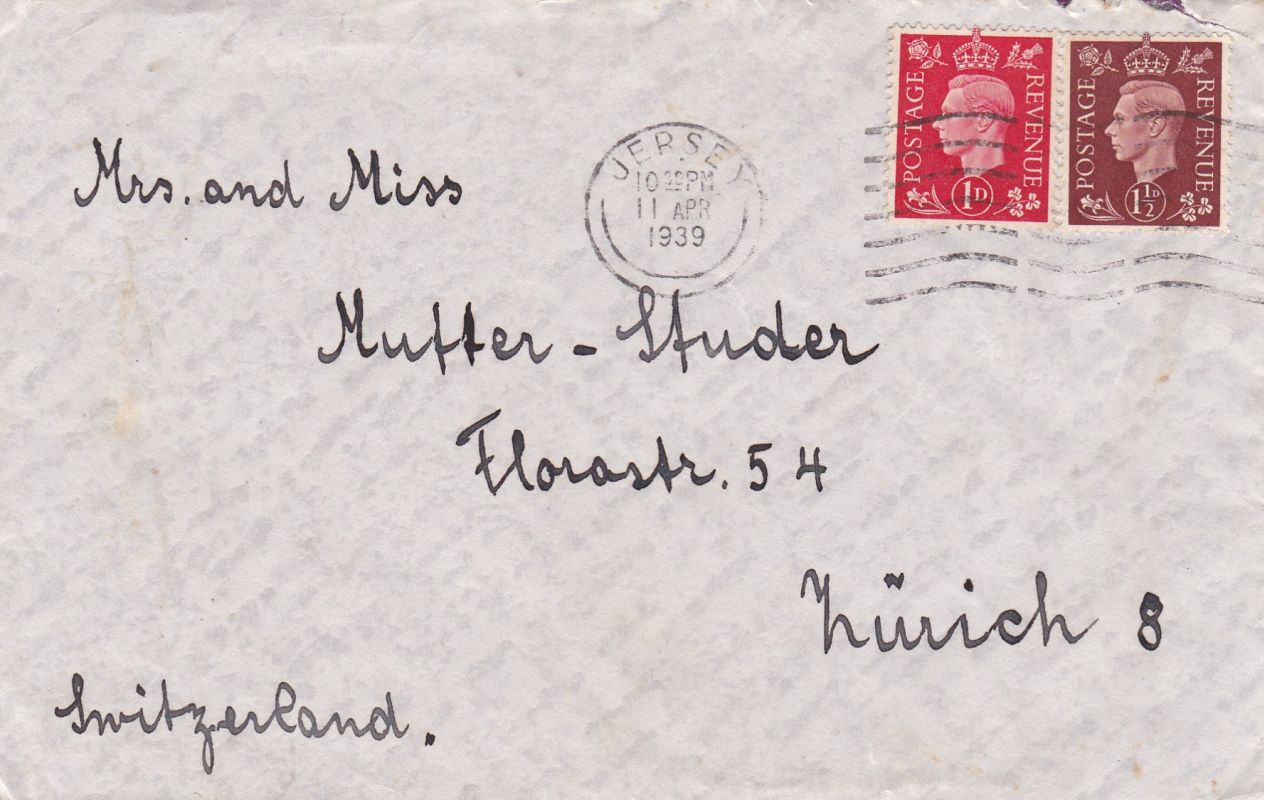 POSTAGE REVENUE 1D
POSTAGE REVENUE 1½D
JERSEY
10 22 PM
11 APR
1939
Mrs. and Miss
Mutter - Studer
Florastr. 54
Zürich 8
Switzerland.